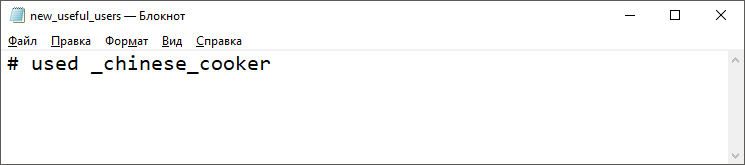 new_useful_users — Блокнот
Файл Правка Формат Вид Справка
# used _chinese_cooker